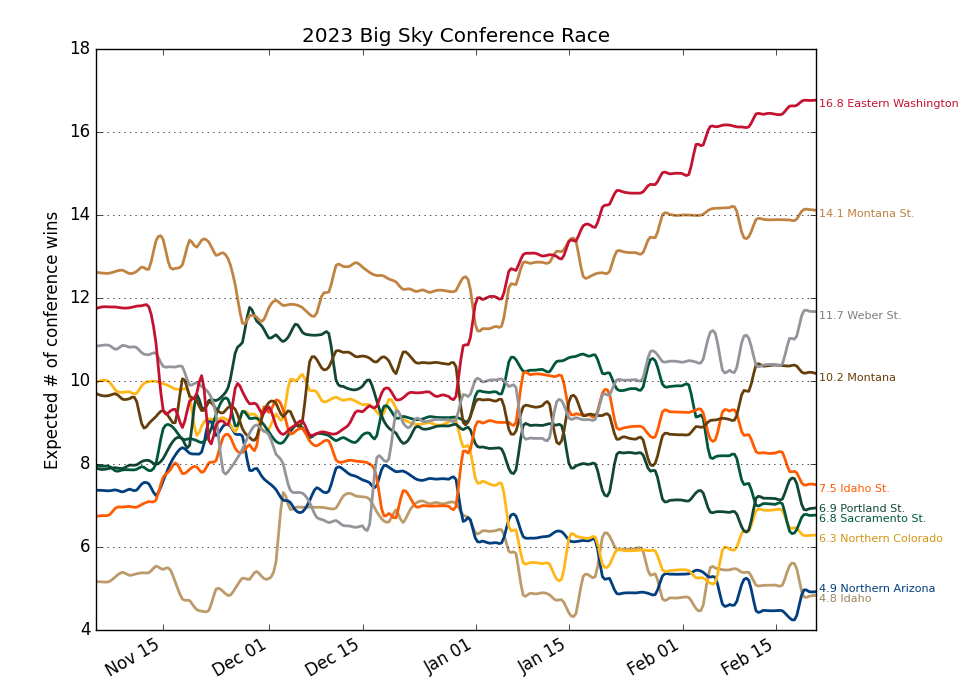 2023 Big Sky Conference Race
Expected # of conference wins
18
16
14
12
10
8
6
4
16.8 Eastern Washington
14.1 Montana St.
11.7 Weber St.
10.2 Montana
7.5 Idaho St.
6.9 Portland St.
6.8 Sacramento St.
6.3 Northern Colorado
4.9 Northern Arizona
4.8 Idaho
Nov 15
Dec 01
Dec 15
Jan 01
Jan 15
Feb 01
Feb 15